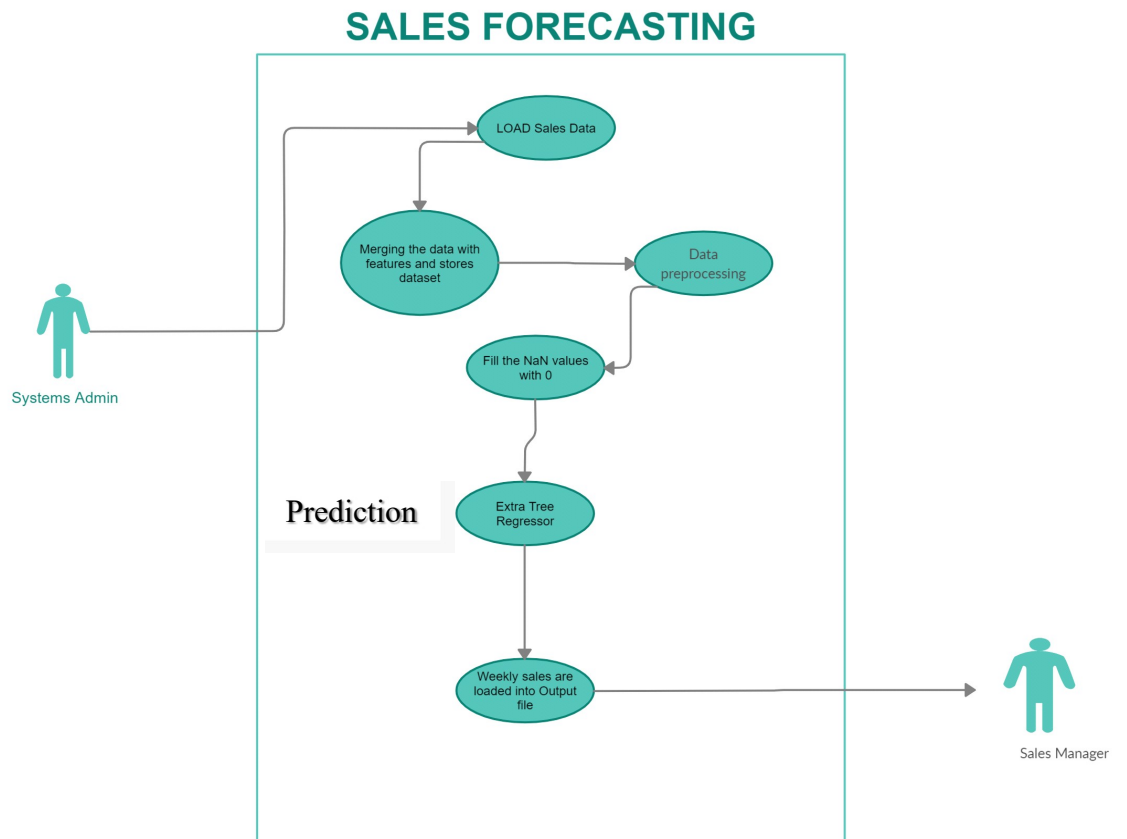 SALES FORECASTING
LOAD Sales Data
Merging the data with
features and stores
dataset
Data
preprocessing
Fill the NaN values
with 0
Systems Admin
Prediction
Extra Tree
Regressor
Weekly sales are
loaded into Output
file
Sales Manager